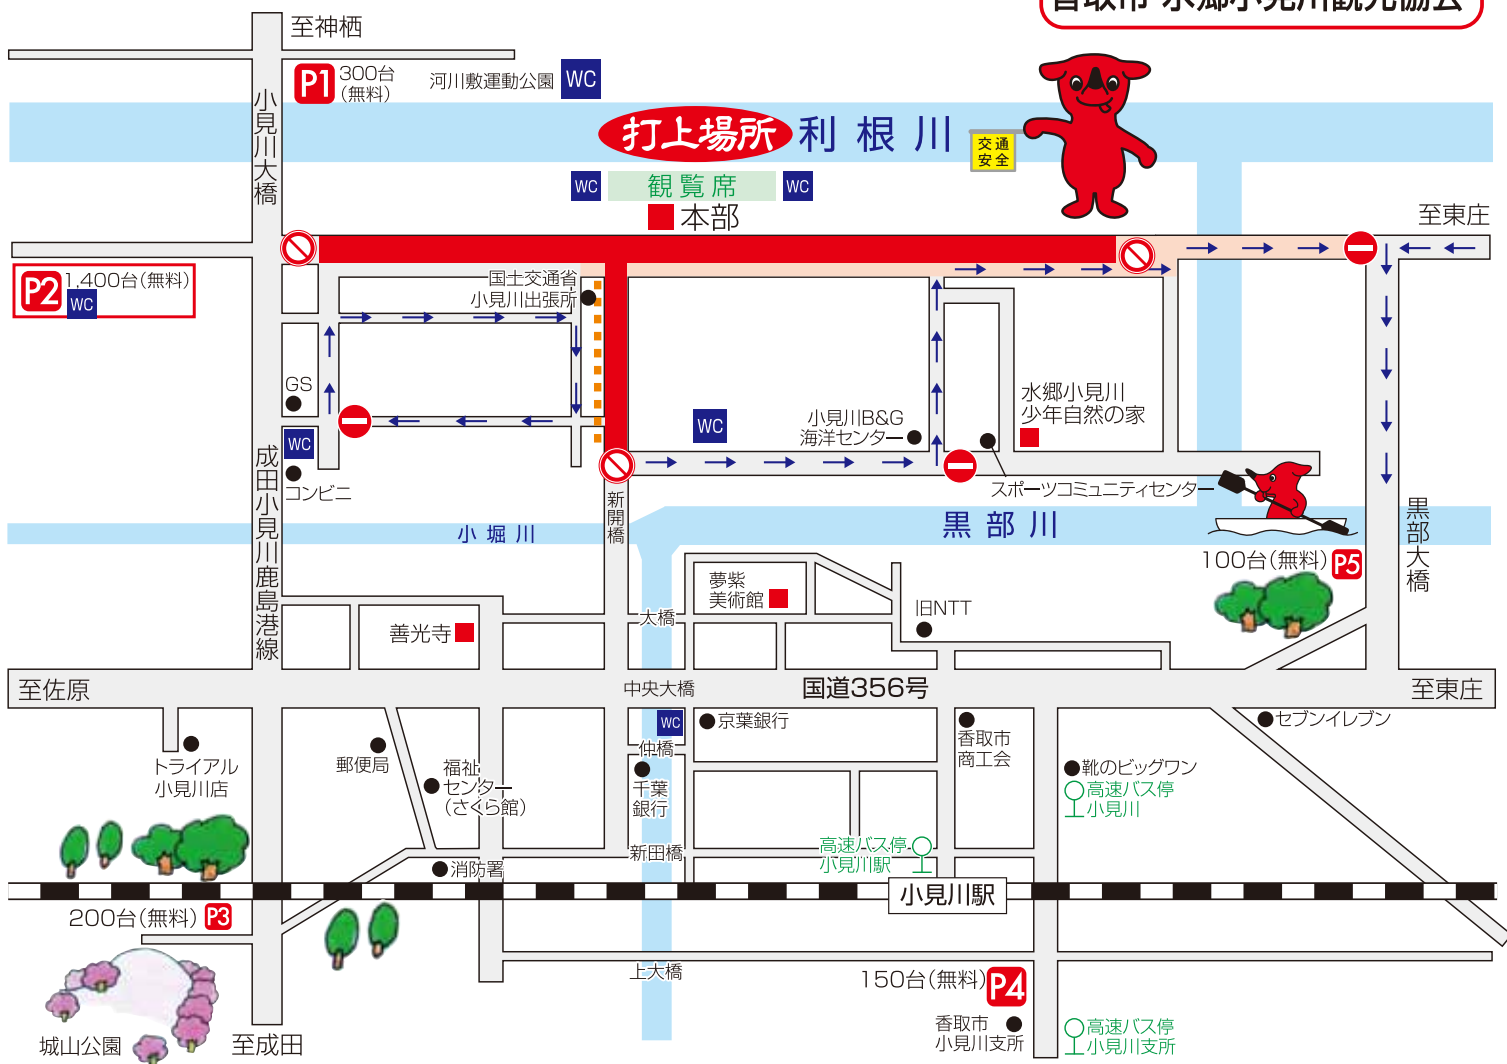 香取市 水郷小見川観光協会
至神栖
P1
300台
(無料)
河川敷運動公園
WC
小見川大橋
打上場所
利根川
交通
安全
WC
観覧席
WC
本部
至東庄
P2
1,400台(無料)
WC
国土交通省
小見川出張所
GS
WC
コンビニ
WC
小見川B&G
海洋センター
水郷小見川
少年自然の家
スポーツコミュニティセンター
成田小見川鹿島港線
新開橋
小堀川
黒部川
黒部大橋
100台(無料)
P5
夢紫
美術館
大橋
旧NTT
善光寺
至佐原
中央大橋
国道356号
至東庄
WC
京葉銀行
仲橋
千葉
銀行
香取市
商工会
セブンイレブン
トライアル
小見川店
郵便局
福祉
センター
(さくら館)
靴のビッグワン
高速バス停
小見川
新田橋
高速バス停
小見川駅
消防署
小見川駅
200台(無料)
P3
上大橋
150台(無料)
P4
城山公園
至成田
香取市
小見川支所
高速バス停
小見川支所